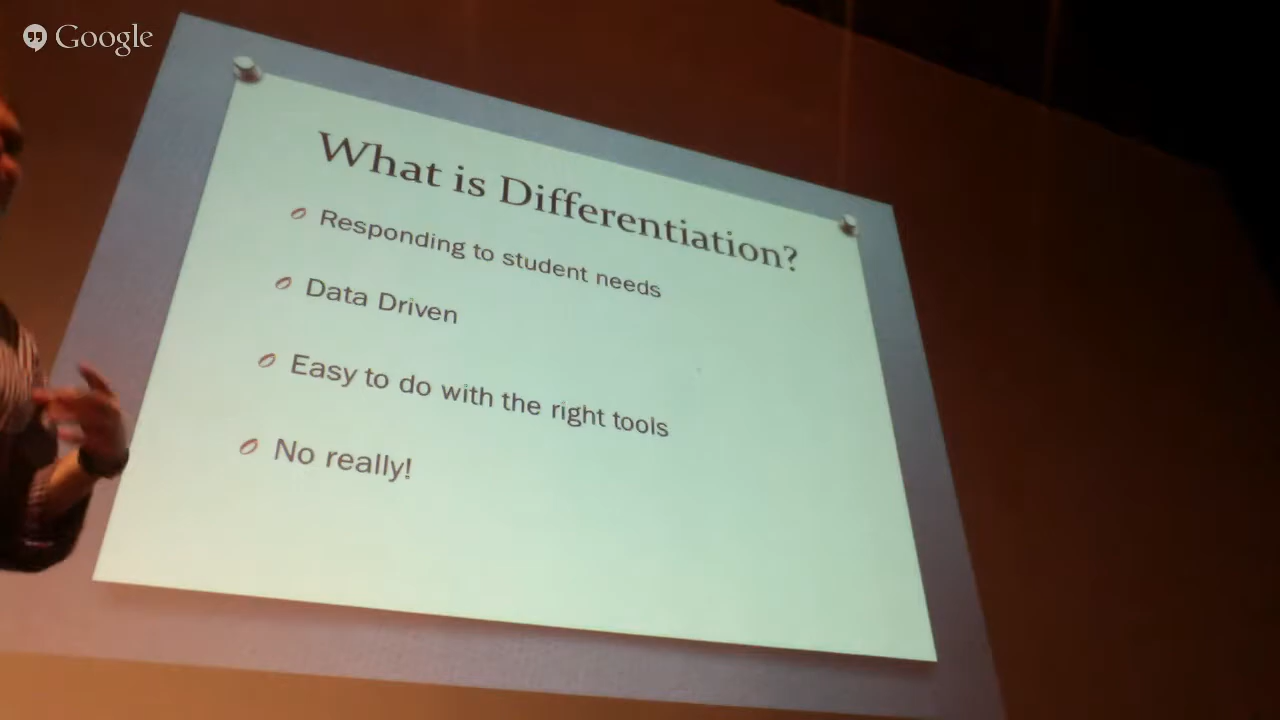 Google
What is Differentiation?
Responding to student needs
Data Driven
Easy to do with the right tools
No really!